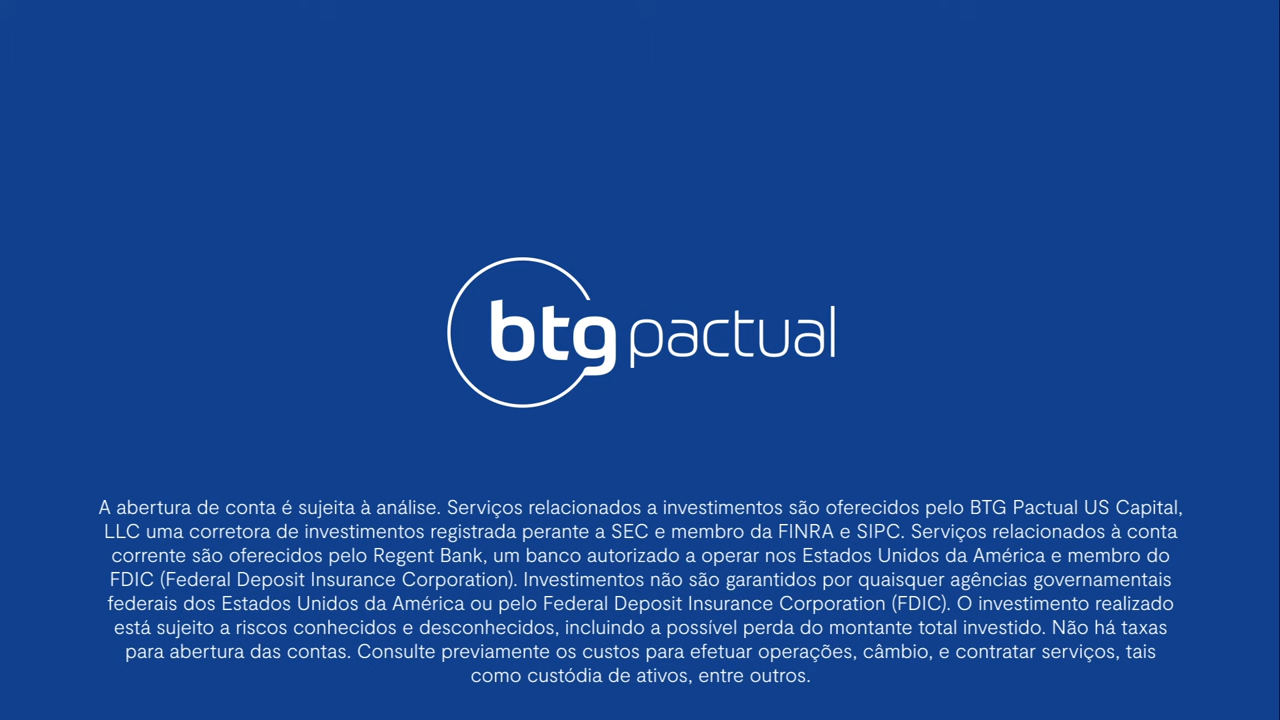 btg pactual
A abertura de conta é sujeita à análise. Serviços relacionados a investimentos são oferecidos pelo BTG Pactual US Capital,
LLC uma corretora de investimentos registrada perante a SEC e membro da FINRA e SIPC. Serviços relacionados à conta
corrente são oferecidos pelo Regent Bank, um banco autorizado a operar nos Estados Unidos da América e membro do
FDIC (Federal Deposit Insurance Corporation). Investimentos não são garantidos por quaisquer agências governamentais
federais dos Estados Unidos da América ou pelo Federal Deposit Insurance Corporation (FDIC). O investimento realizado
está sujeito a riscos conhecidos e desconhecidos, incluindo a possível perda do montante total investido. Não há taxas
para abertura das contas. Consulte previamente os custos para efetuar operações, câmbio, e contratar serviços, tais
como custódia de ativos, entre outros.